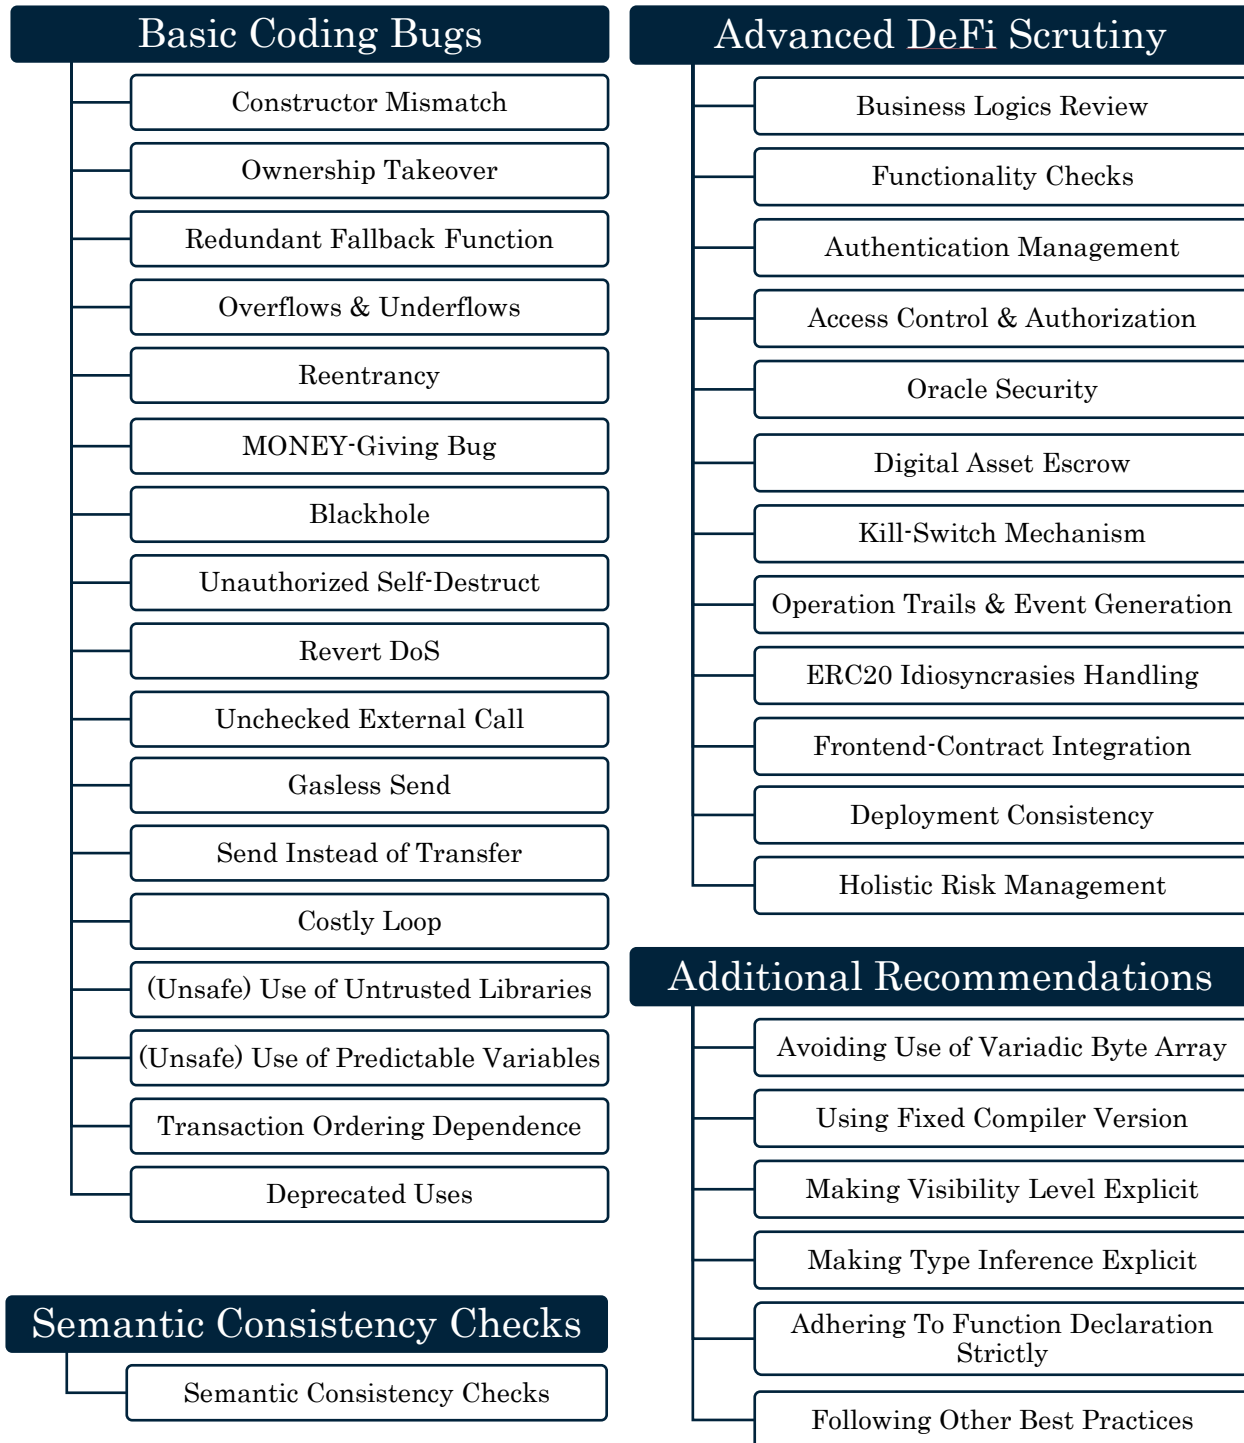 Basic Coding Bugs
Constructor Mismatch
Ownership Takeover
Redundant Fallback Function
Overflows & Underflows
Reentrancy
MONEY-Giving Bug
Blackhole
Unauthorized Self-Destruct
Revert DoS
Unchecked External Call
Gasless Send
Send Instead of Transfer
Costly Loop
(Unsafe) Use of Untrusted Libraries
(Unsafe) Use of Predictable Variables
Transaction Ordering Dependence
Deprecated Uses
Semantic Consistency Checks
Semantic Consistency Checks
Advanced DeFi Scrutiny
Business Logics Review
Functionality Checks
Authentication Management
Access Control & Authorization
Oracle Security
Digital Asset Escrow
Kill-Switch Mechanism
Operation Trails & Event Generation
ERC20 Idiosyncrasies Handling
Frontend-Contract Integration
Deployment Consistency
Holistic Risk Management
Additional Recommendations
Avoiding Use of Variadic Byte Array
Using Fixed Compiler Version
Making Visibility Level Explicit
Making Type Inference Explicit
Adhering To Function Declaration
Strictly
Following Other Best Practices